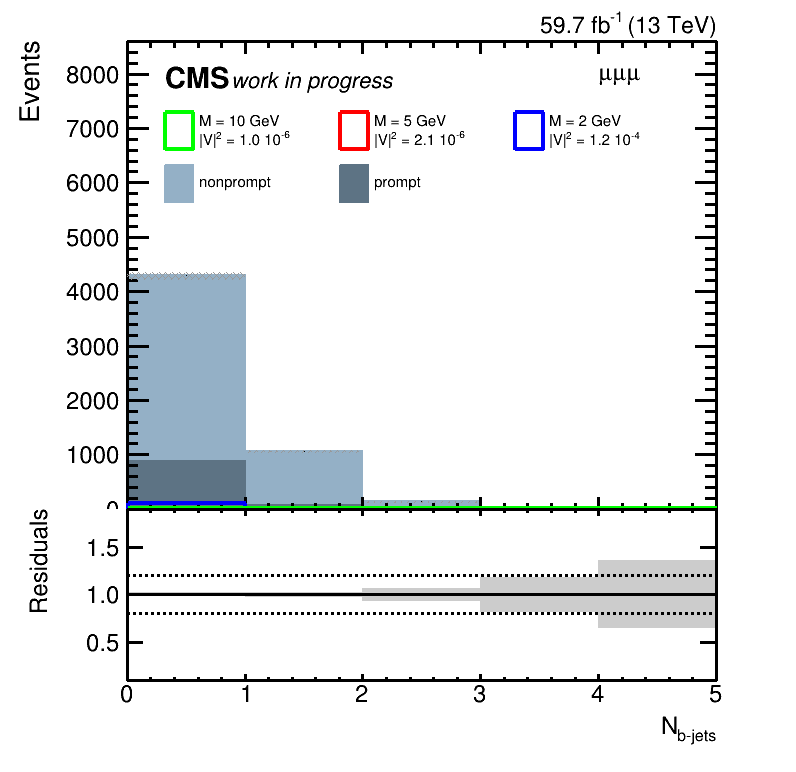 59.7 fb⁻¹ (13 TeV)
Events
CMS work in progress
μμμ
M = 10 GeV
|V|² = 1.0 10⁻⁶
M = 5 GeV
|V|² = 2.1 10⁻⁶
M = 2 GeV
|V|² = 1.2 10⁻⁴
nonprompt
prompt
8000
7000
6000
5000
4000
3000
2000
1000
0
Residuals
1.5
1.0
0.5
0 1 2 3 4 5
N_b-jets